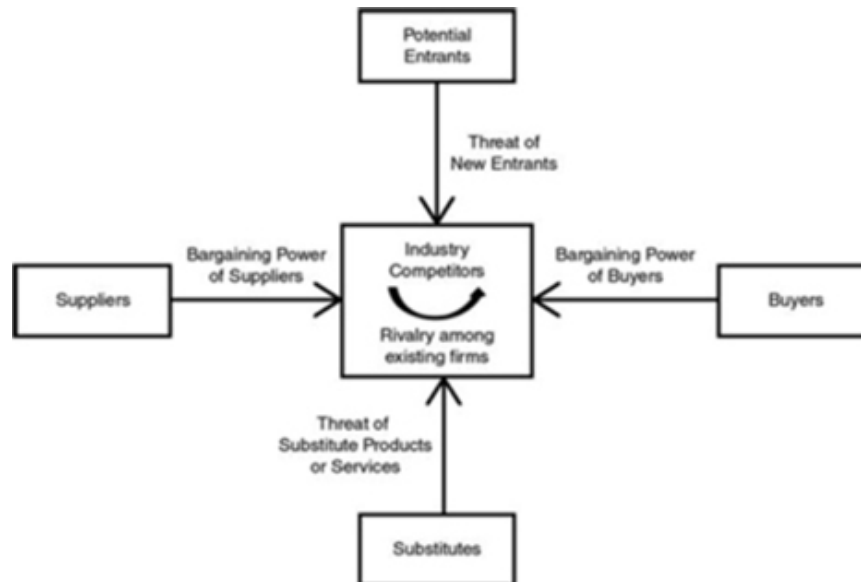 Potential
Entrants
Threat of
New Entrants
Bargaining Power
of Suppliers
Industry
Competitors
Bargaining Power
of Buyers
Suppliers
Buyers
Rivalry among
existing firms
Threat of
Substitute Products
or Services
Substitutes